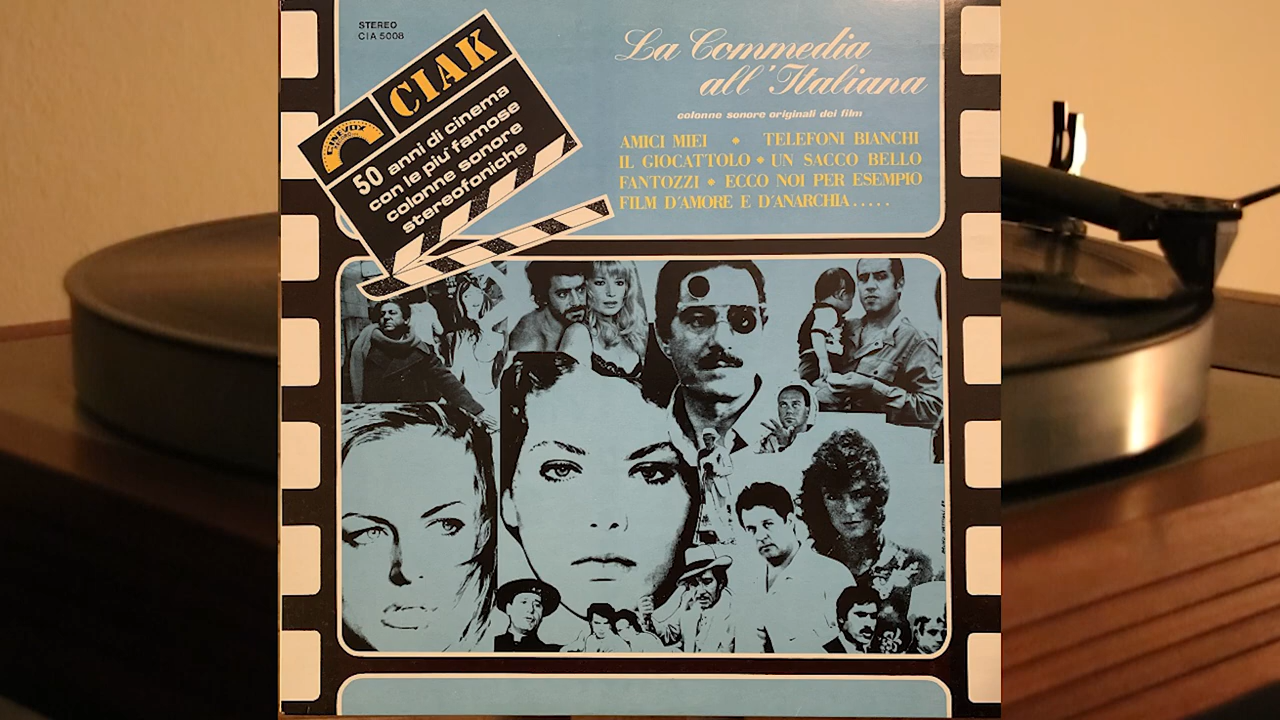 STEREO
CIA 5008
CINEVOX
CIAK
50 anni di cinema
con le piu' famose
colonne sonore
stereofoniche
La Commedia
all'Italiana
colonne sonore originali dei film
AMICI MIEI • TELEFONI BIANCHI
IL GIOCATTOLO • UN SACCO BELLO
FANTOZZI • ECCO NOI PER ESEMPIO
FILM D'AMORE E D'ANARCHIA.....